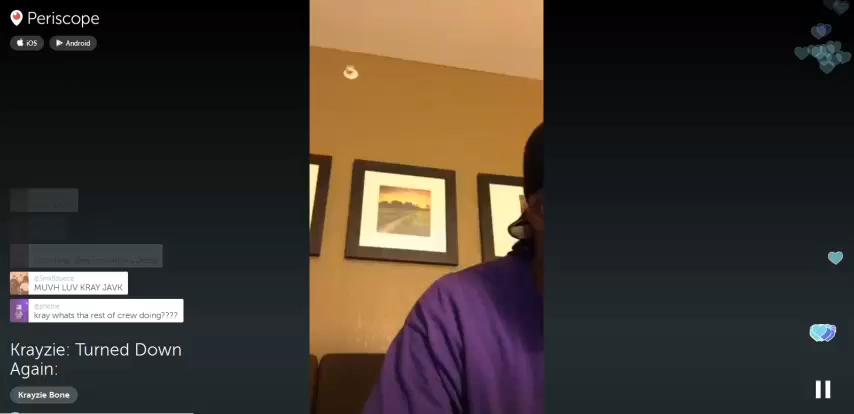 Periscope
iOS
Android
MUVH LUV KRAY JAVK
@pheme
kray whats tha rest of crew doing????
Krayzie: Turned Down
Again:
Krayzie Bone